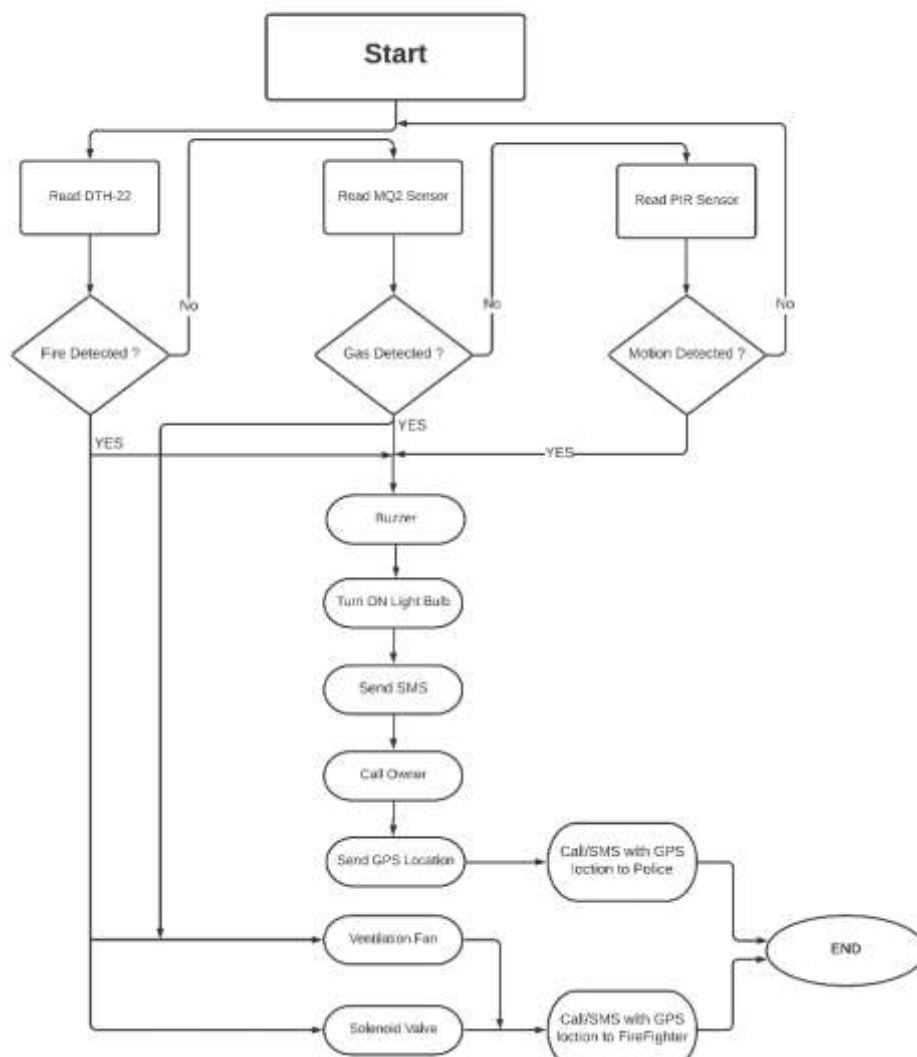 Start
Read DTH-22
Read MQ2 Sensor
Read PIR Sensor
No
No
No
Fire Detected ?
Gas Detected ?
Motion Detected ?
YES
YES
YES
Buzzer
Turn ON Light Bulb
Send SMS
Call Owner
Send GPS Location
Call/SMS with GPS
loction to Police
Ventilation Fan
END
Solenoid Valve
Call/SMS with GPS
loction to FireFighter